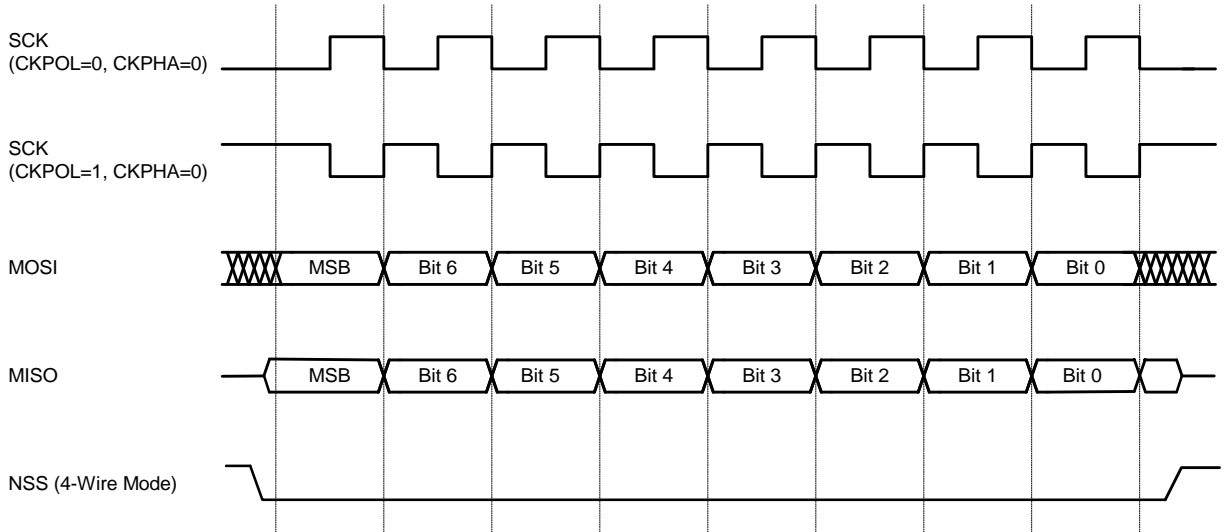 SCK
(CKPOL=0, CKPHA=0)
SCK
(CKPOL=1, CKPHA=0)
MOSI
MSB Bit 6 Bit 5 Bit 4 Bit 3 Bit 2 Bit 1 Bit 0
MISO
MSB Bit 6 Bit 5 Bit 4 Bit 3 Bit 2 Bit 1 Bit 0
NSS (4-Wire Mode)